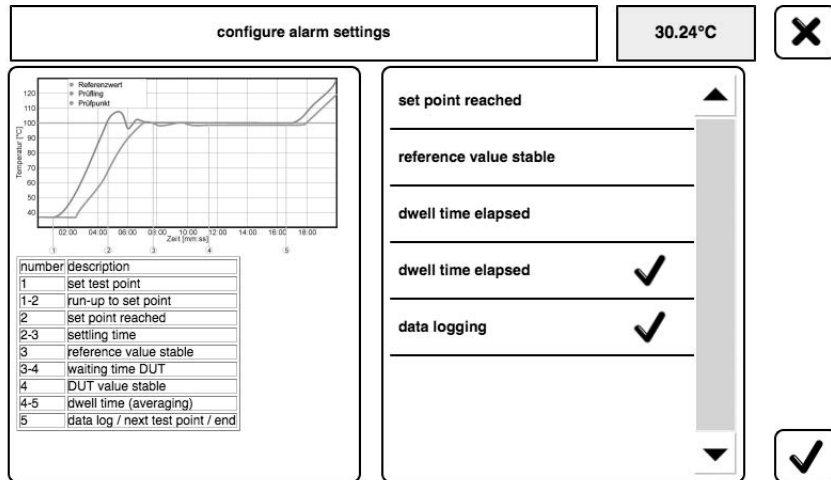 configure alarm settings
30.24°C
Referenzwert
Prüfling
Prüfpunkt
Temperatur [°C]
120
110
100
90
80
70
60
50
40
02:00 04:00 06:00 08:00 10:00 12:00 14:00 16:00 18:00
Zeit [mm:ss]
1 2 3 4 5
number description
1 set test point
1-2 run-up to set point
2 set point reached
2-3 settling time
3 reference value stable
3-4 waiting time DUT
4 DUT value stable
4-5 dwell time (averaging)
5 data log / next test point / end
set point reached
reference value stable
dwell time elapsed
dwell time elapsed
data logging